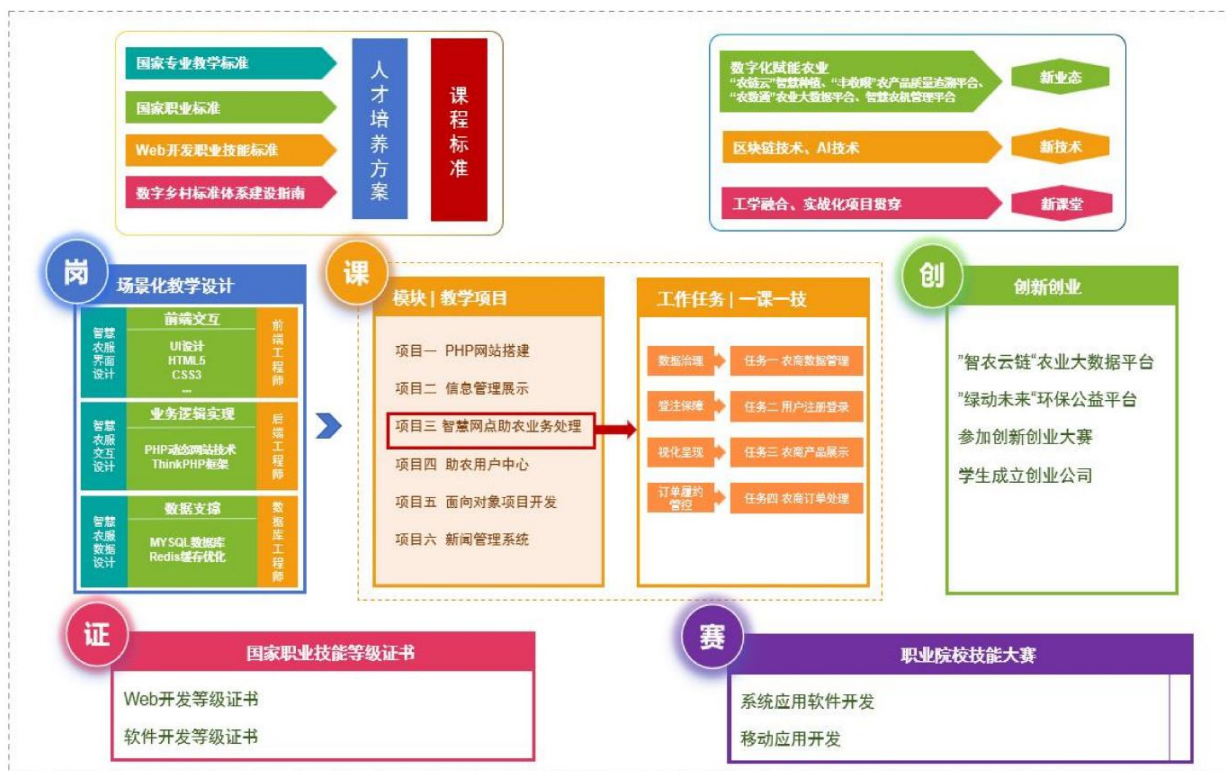 国家专业教学标准
国家职业标准
Web开发职业技能标准
数字乡村标准体系建设指南
人才培养方案
课程标准
数字化赋能农业
“农链云”智慧种植、“丰收眼”农产品质量追溯平台、
“农数通”农业大数据平台、智慧农机管理平台
新业态
区块链技术、AI技术
新技术
工学融合、实战化项目贯穿
新课堂
岗
场景化教学设计
智慧农服界面设计
前端交互
UI设计
HTML5
CSS3
...
前端工程师
智慧农服交互设计
业务逻辑实现
PHP动态网站技术
ThinkPHP框架
后端工程师
智慧农服数据设计
数据支撑
MYSQL数据库
Redis缓存优化
数据库工程师
课
模块 | 教学项目
项目一 PHP网站搭建
项目二 信息管理展示
项目三 智慧网点助农业务处理
项目四 助农用户中心
项目五 面向对象项目开发
项目六 新闻管理系统
工作任务 | 一课一技
数据治理
任务一 农商数据管理
登注保障
任务二 用户注册登录
视化呈现
任务三 农商产品展示
订单履约
管控
任务四 农商订单处理
创
创新创业
”智农云链“农业大数据平台
”绿动未来“环保公益平台
参加创新创业大赛
学生成立创业公司
证
国家职业技能等级证书
Web开发等级证书
软件开发等级证书
赛
职业院校技能大赛
系统应用软件开发
移动应用开发